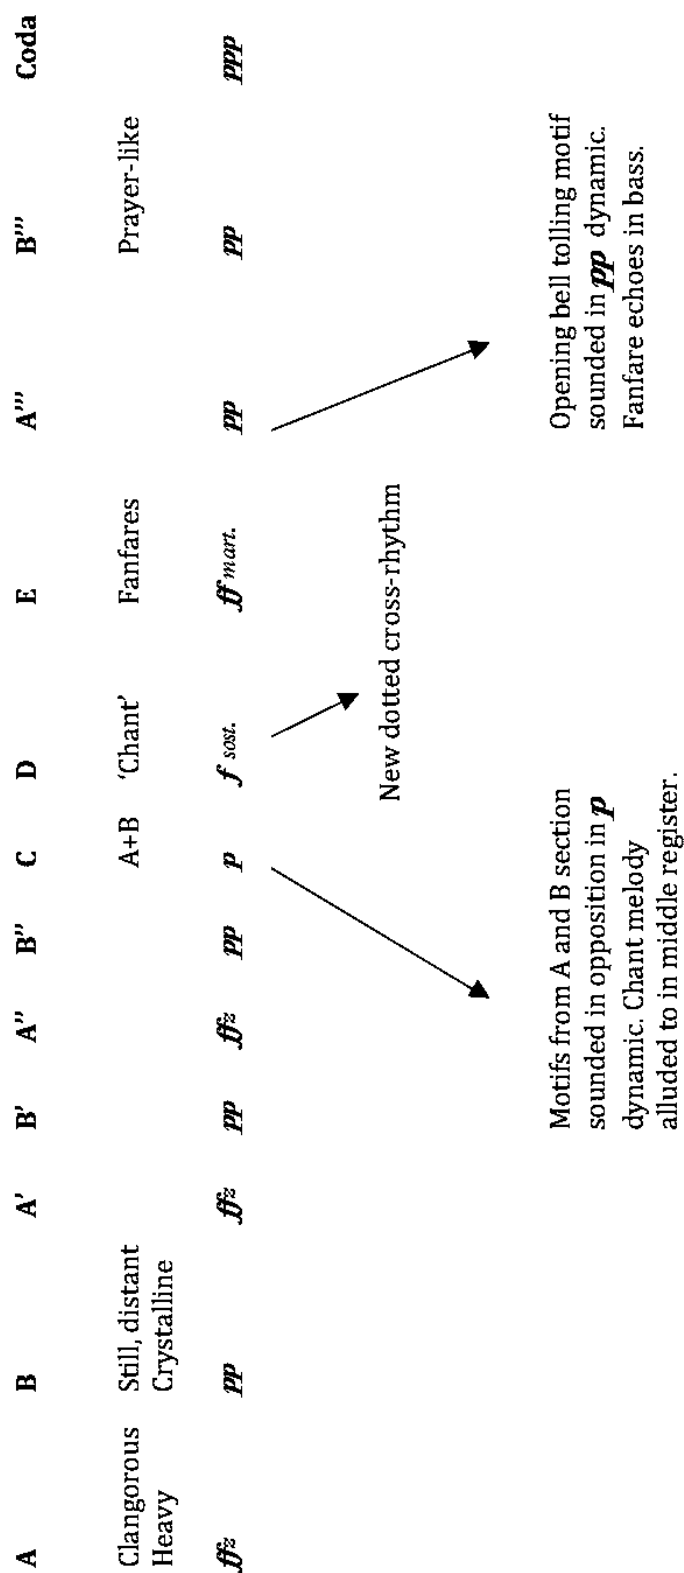 A B A' B' A'' B'' C D E A''' B''' Coda
Clangorous Still, distant A+B 'Chant' Fanfares Prayer-like
Heavy Crystalline
ffz pp ffz pp ffz pp p f sost. ff mart. pp pp ppp
New dotted cross-rhythm
Motifs from A and B section
sounded in opposition in p
dynamic. Chant melody
alluded to in middle register.
Opening bell tolling motif
sounded in pp dynamic.
Fanfare echoes in bass.